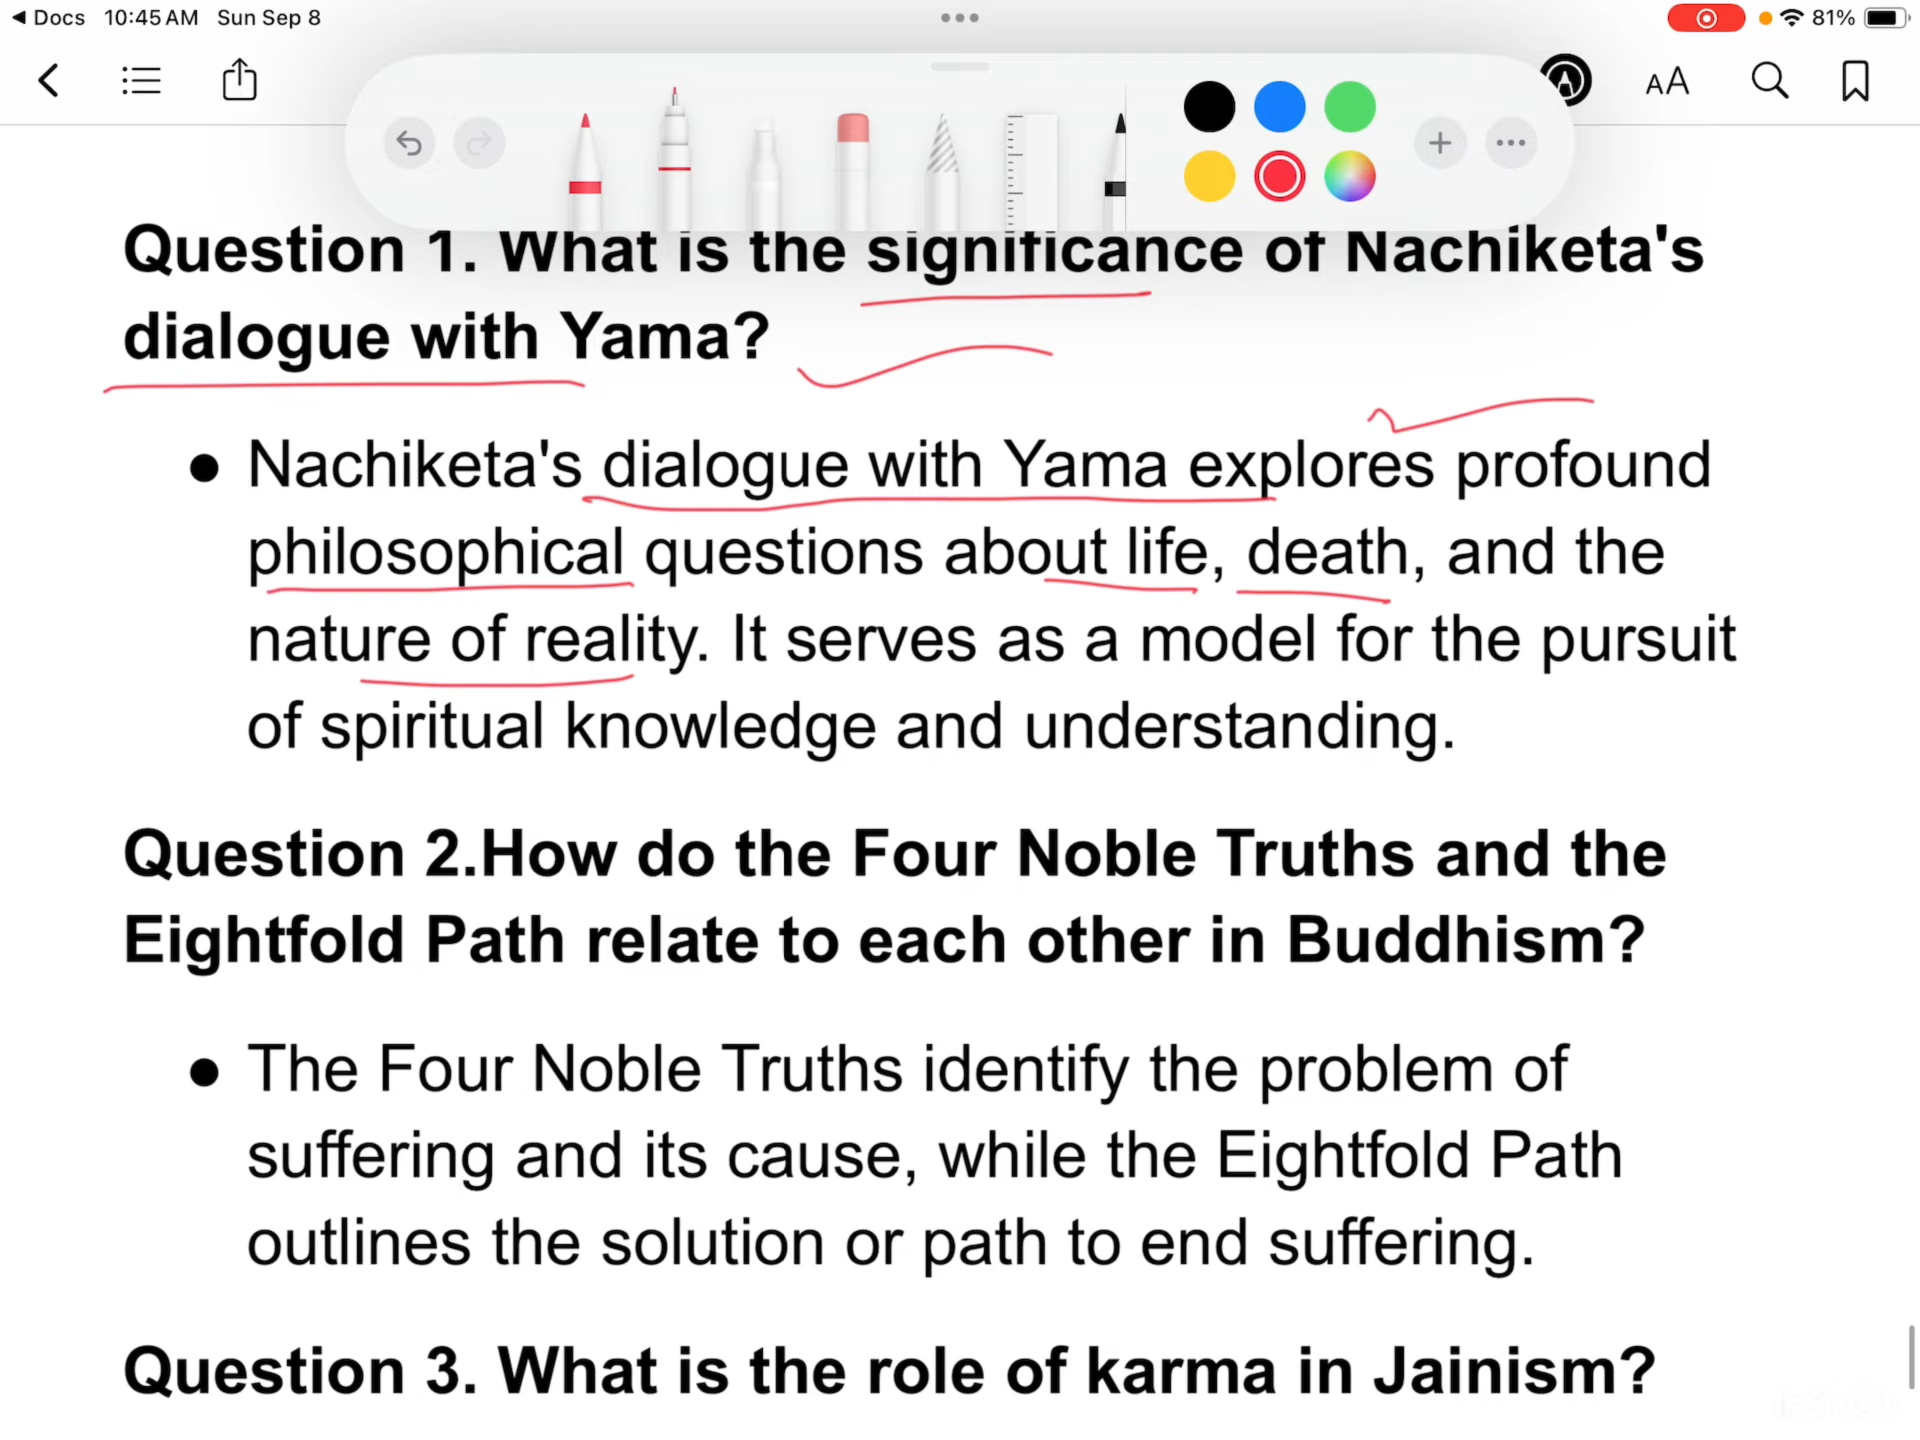 Docs 10:45 AM Sun Sep 8
81%
AA
Question 1. What is the significance of Nachiketa's
dialogue with Yama?
● Nachiketa's dialogue with Yama explores profound
philosophical questions about life, death, and the
nature of reality. It serves as a model for the pursuit
of spiritual knowledge and understanding.
Question 2.How do the Four Noble Truths and the
Eightfold Path relate to each other in Buddhism?
● The Four Noble Truths identify the problem of
suffering and its cause, while the Eightfold Path
outlines the solution or path to end suffering.
Question 3. What is the role of karma in Jainism?